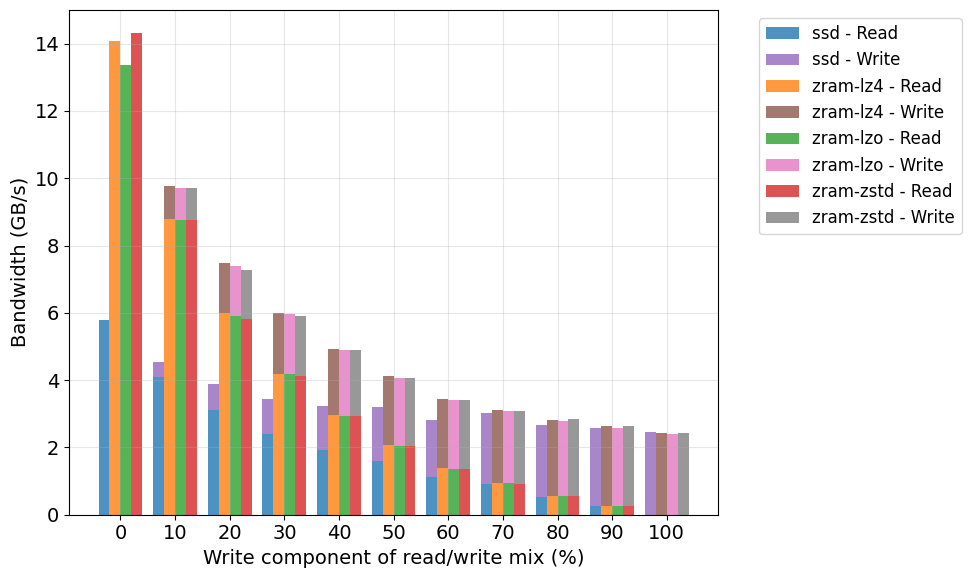 14
12
10
8
6
4
2
0
Bandwidth (GB/s)
0 10 20 30 40 50 60 70 80 90 100
Write component of read/write mix (%)
ssd - Read
ssd - Write
zram-lz4 - Read
zram-lz4 - Write
zram-lzo - Read
zram-lzo - Write
zram-zstd - Read
zram-zstd - Write